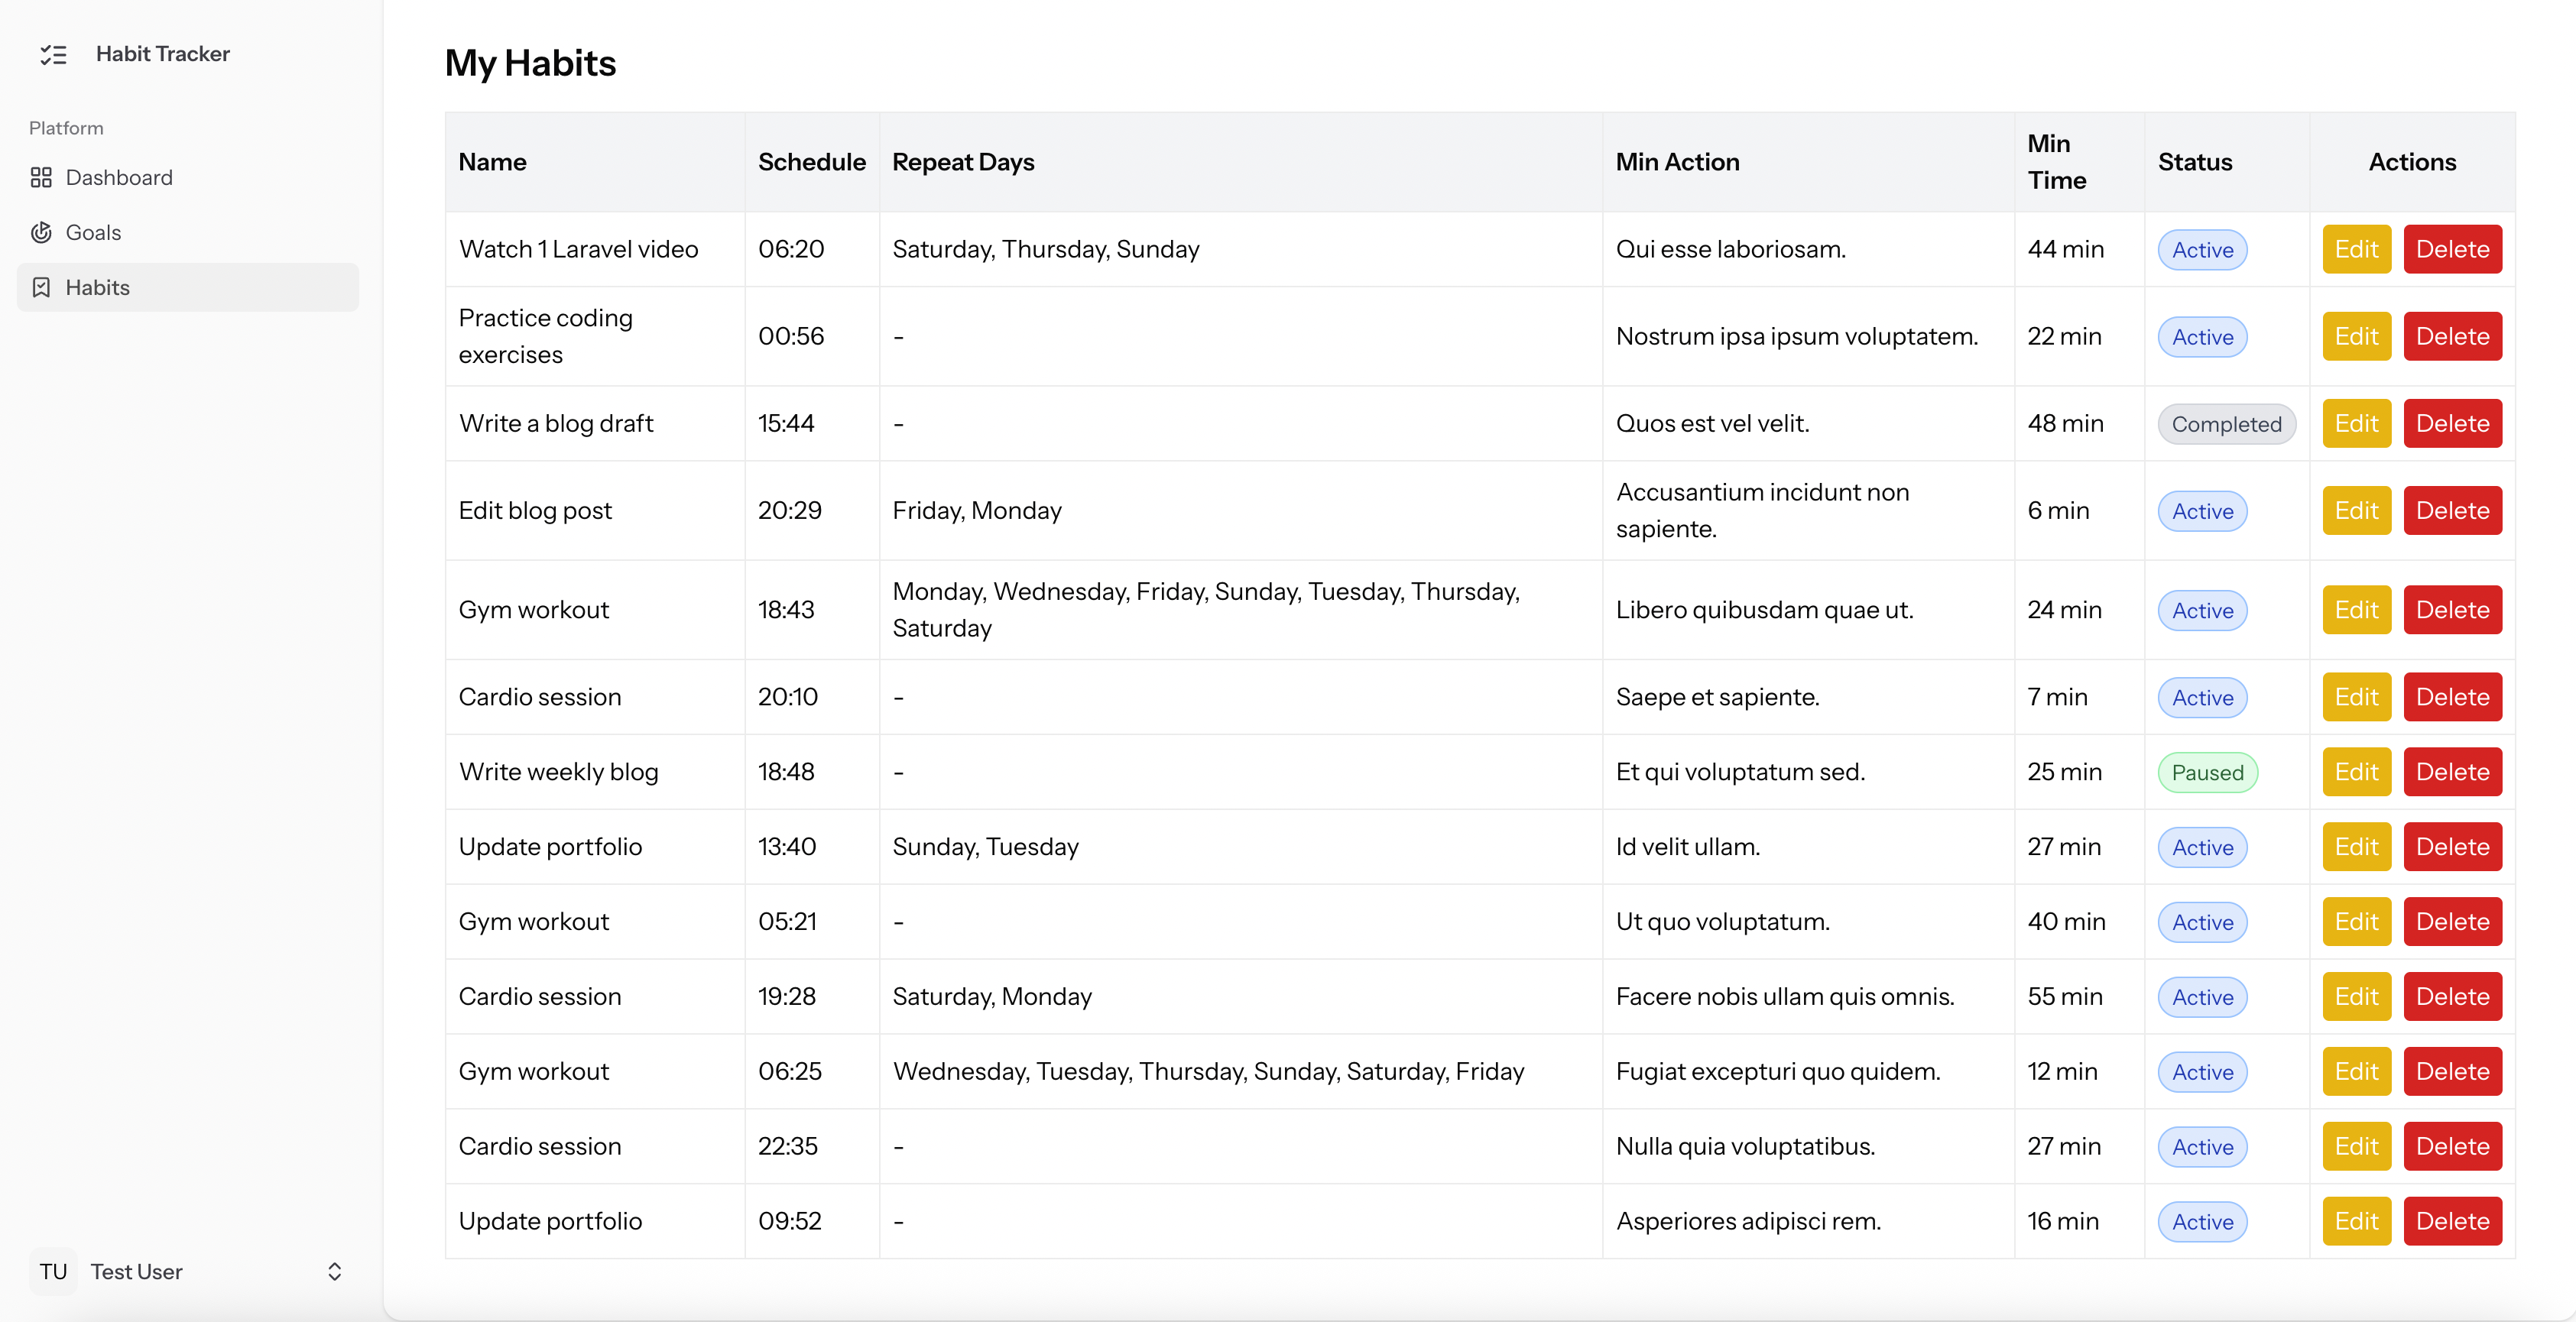 Habit Tracker
Platform
Dashboard
Goals
Habits
TU Test User
My Habits
Name Schedule Repeat Days Min Action Min Time Status Actions
Watch 1 Laravel video 06:20 Saturday, Thursday, Sunday Qui esse laboriosam. 44 min Active Edit Delete
Practice coding exercises 00:56 - Nostrum ipsa ipsum voluptatem. 22 min Active Edit Delete
Write a blog draft 15:44 - Quos est vel velit. 48 min Completed Edit Delete
Edit blog post 20:29 Friday, Monday Accusantium incidunt non sapiente. 6 min Active Edit Delete
Gym workout 18:43 Monday, Wednesday, Friday, Sunday, Tuesday, Thursday, Saturday Libero quibusdam quae ut. 24 min Active Edit Delete
Cardio session 20:10 - Saepe et sapiente. 7 min Active Edit Delete
Write weekly blog 18:48 - Et qui voluptatum sed. 25 min Paused Edit Delete
Update portfolio 13:40 Sunday, Tuesday Id velit ullam. 27 min Active Edit Delete
Gym workout 05:21 - Ut quo voluptatum. 40 min Active Edit Delete
Cardio session 19:28 Saturday, Monday Facere nobis ullam quis omnis. 55 min Active Edit Delete
Gym workout 06:25 Wednesday, Tuesday, Thursday, Sunday, Saturday, Friday Fugiat excepturi quo quidem. 12 min Active Edit Delete
Cardio session 22:35 - Nulla quia voluptatibus. 27 min Active Edit Delete
Update portfolio 09:52 - Asperiores adipisci rem. 16 min Active Edit Delete